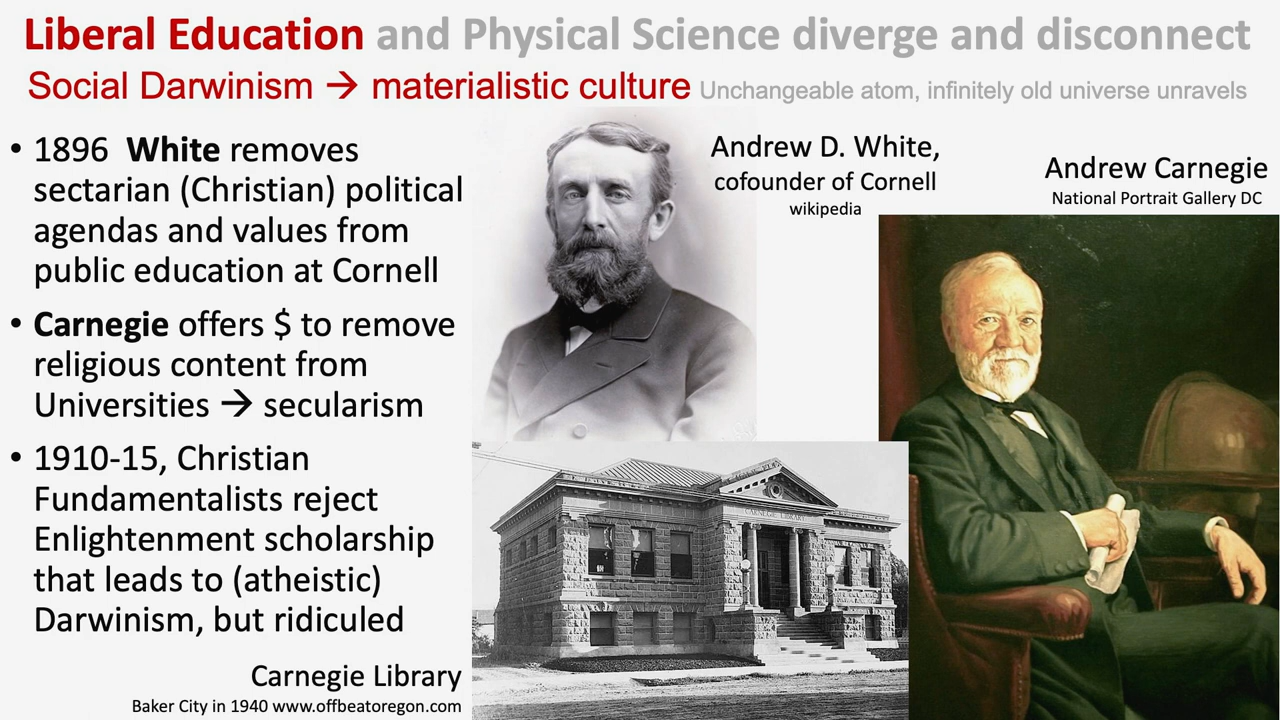 Liberal Education and Physical Science diverge and disconnect
Social Darwinism → materialistic culture Unchangeable atom, infinitely old universe unravels
• 1896 White removes
sectarian (Christian) political
agendas and values from
public education at Cornell
• Carnegie offers $ to remove
religious content from
Universities → secularism
• 1910-15, Christian
Fundamentalists reject
Enlightenment scholarship
that leads to (atheistic)
Darwinism, but ridiculed
Carnegie Library
Baker City in 1940 www.offbeatoregon.com
Andrew D. White,
cofounder of Cornell
wikipedia
Andrew Carnegie
National Portrait Gallery DC
CARNEGIE LIBRARY